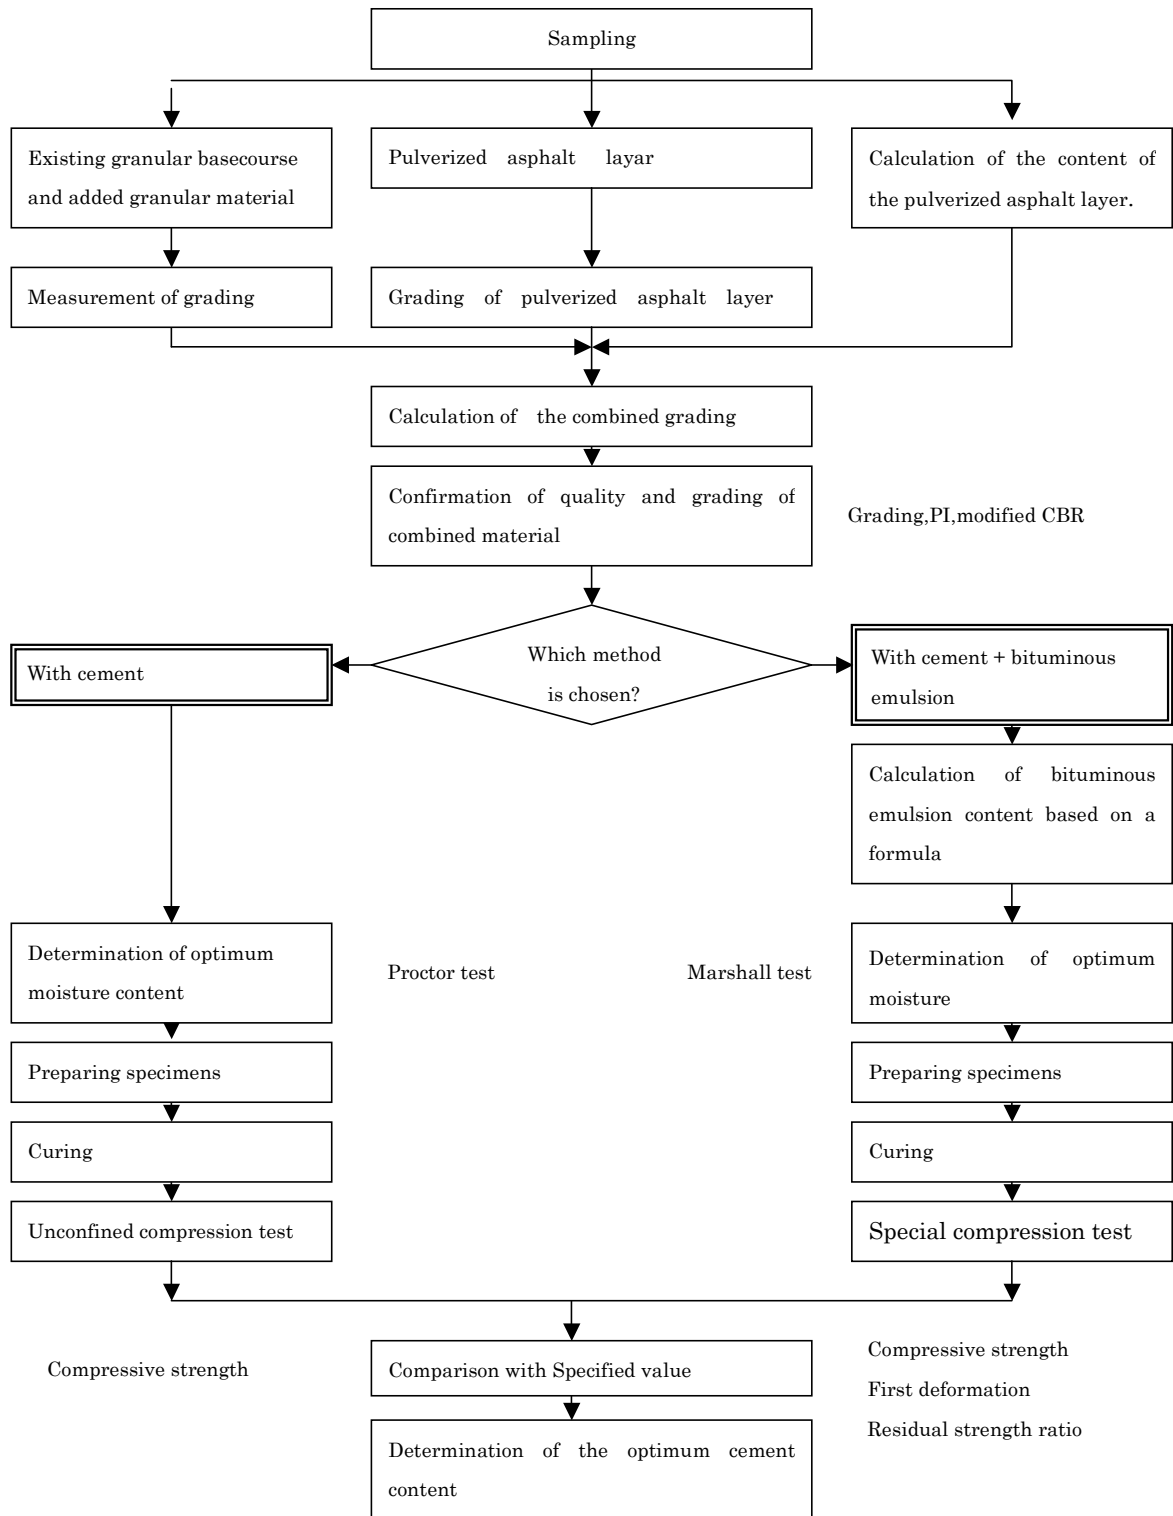 Sampling
Existing granular basecourse
and added granular material
Pulverized asphalt layar
Calculation of the content of
the pulverized asphalt layer.
Measurement of grading
Grading of pulverized asphalt layer
Calculation of the combined grading
Confirmation of quality and grading of
combined material
Grading,PI,modified CBR
Which method
is chosen?
With cement
With cement + bituminous
emulsion
Calculation of bituminous
emulsion content based on a
formula
Determination of optimum
moisture content
Proctor test
Marshall test
Determination of optimum
moisture
Preparing specimens
Preparing specimens
Curing
Curing
Unconfined compression test
Special compression test
Compressive strength
Comparison with Specified value
Compressive strength
First deformation
Residual strength ratio
Determination of the optimum cement
content